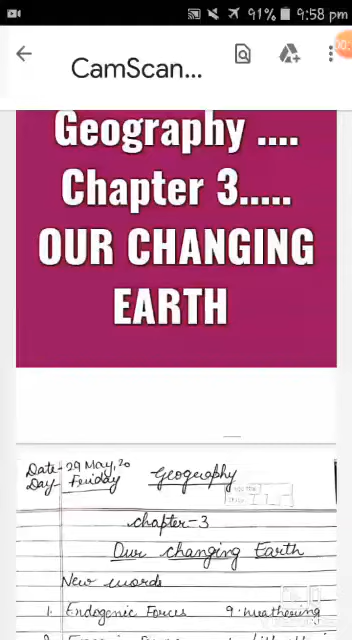 91% 9:58 pm
CamScan...
Geography ....
Chapter 3.....
OUR CHANGING
EARTH
Date- 29 May, 20
Day- Feriday
Geography
chapter-3
Our changing Earth
New words
1. Endogenic Forces 9. weathering